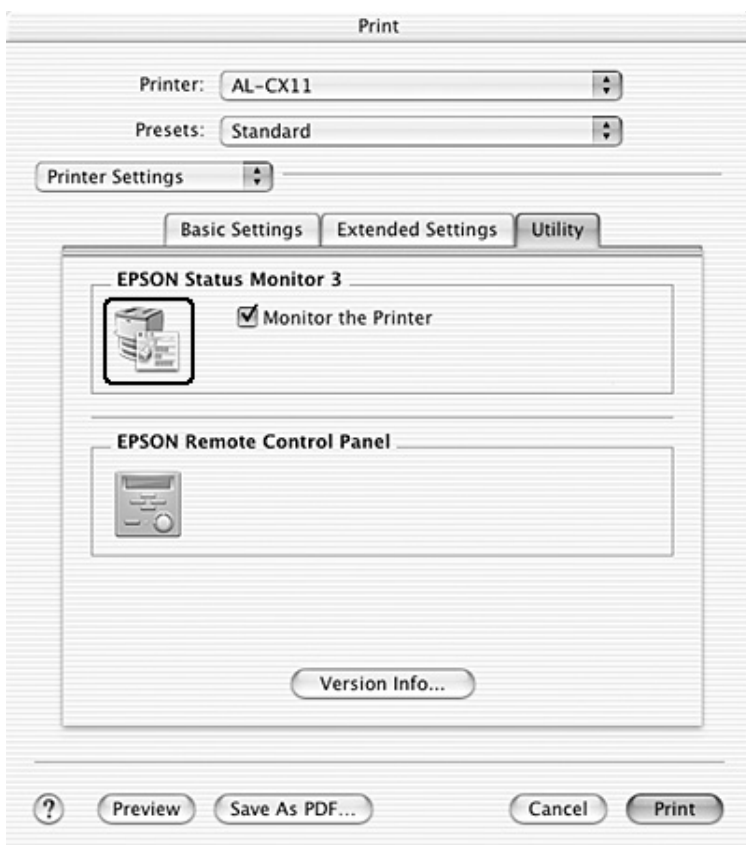 Print
Printer: AL-CX11
Presets: Standard
Printer Settings
Basic Settings Extended Settings Utility
EPSON Status Monitor 3
Monitor the Printer
EPSON Remote Control Panel
Version Info...
? Preview Save As PDF... Cancel Print